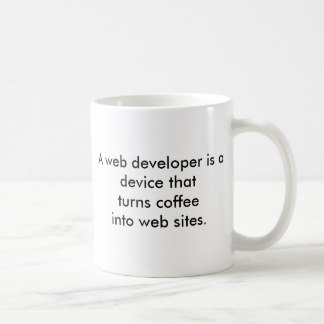 A web developer is a
device that
turns coffee
into web sites.